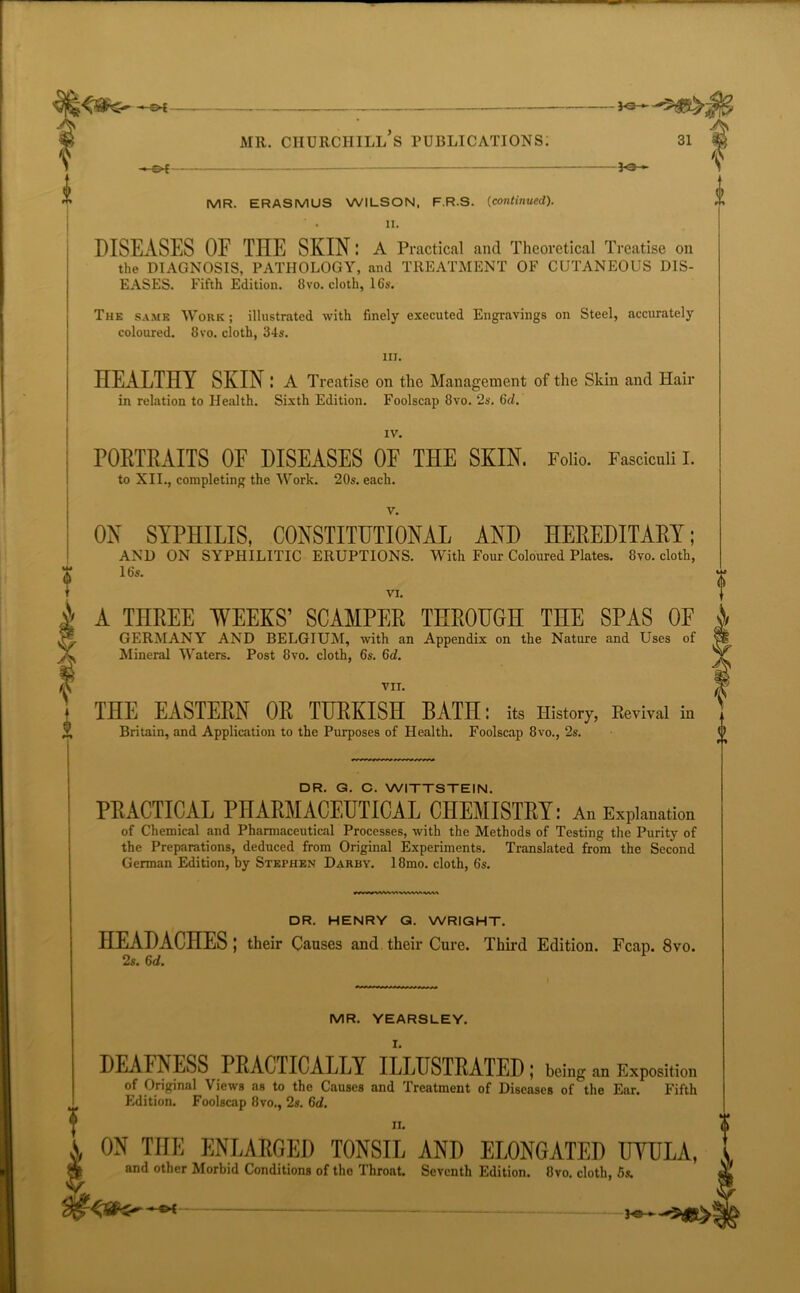 MR. CHURCHILL'S PUBLICATIONS. 31
MR. ERASMUS WILSON, F.R.S. (continued).
II.
DISEASES OF THE SKIN: A Practical and Theoretical Treatise on
the DIAGNOSIS, PATHOLOGY, and TREATMENT OF CUTANEOUS DIS-
EASES. Fifth Edition. 8vo. cloth, 16s.
THE SAME WORK; illustrated with finely executed Engravings on Steel, accurately
coloured. 8vo. cloth, 34s.
III.
HEALTHY SKIN: A Treatise on the Management of the Skin and Hair
in relation to Health. Sixth Edition. Foolscap 8vo. 2s. 6d.
IV.
PORTRAITS OF DISEASES OF THE SKIN. Folio. Fasciculi I.
to XII., completing the Work. 20s. each.
V.
ON SYPHILIS, CONSTITUTIONAL AND HEREDITARY;
AND ON SYPHILITIC ERUPTIONS. With Four Coloured Plates. 8vo. cloth,
16s.
VI.
A THREE WEEKS' SCAMPER THROUGH THE SPAS OF
GERMANY AND BELGIUM, with an Appendix on the Nature and Uses of
Mineral Waters. Post 8vo. cloth, 6s. 6d.
VII.
THE EASTERN OR TURKISH BATH: its History, Revival in
Britain, and Application to the Purposes of Health. Foolscap 8vo., 2s.
DR. G. C. WITTSTEIN.
PRACTICAL PHARMACEUTICAL CHEMISTRY: An Explanation
of Chemical and Pharmaceutical Processes, with the Methods of Testing the Purity of
the Preparations, deduced from Original Experiments. Translated from the Second
German Edition, by STEPHEN DARBY. 18mo. cloth, 6s.
DR. HENRY G. WRIGHT.
HEADACHES; their Causes and their Cure. Third Edition. Fcap. 8vo.
2s. 6d.
MR. YEARSLEY.
I.
DEAFNESS PRACTICALLY ILLUSTRATED; being an Exposition
of Original Views as to the Causes and Treatment of Diseases of the Ear. Fifth
Edition. Foolscap 8vo., 2s. 6d.
II.
ON THE ENLARGED TONSIL AND ELONGATED UVULA,
and other Morbid Conditions of the Throat. Seventh Edition. 8vo. cloth, 5s.